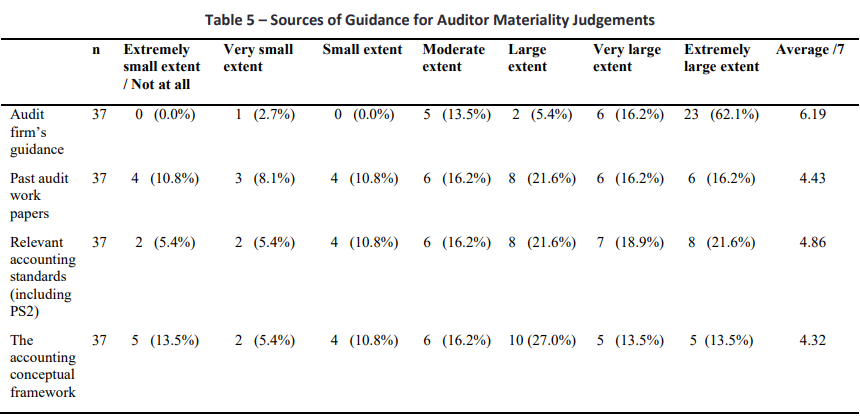 Table 5 – Sources of Guidance for Auditor Materiality Judgements
n Extremely small extent / Not at all Very small extent Small extent Moderate extent Large extent Very large extent Extremely large extent Average /7
Audit firm's guidance 37 0 (0.0%) 1 (2.7%) 0 (0.0%) 5 (13.5%) 2 (5.4%) 6 (16.2%) 23 (62.1%) 6.19
Past audit work papers 37 4 (10.8%) 3 (8.1%) 4 (10.8%) 6 (16.2%) 8 (21.6%) 6 (16.2%) 6 (16.2%) 4.43
Relevant accounting standards (including PS2) 37 2 (5.4%) 2 (5.4%) 4 (10.8%) 6 (16.2%) 8 (21.6%) 7 (18.9%) 8 (21.6%) 4.86
The accounting conceptual framework 37 5 (13.5%) 2 (5.4%) 4 (10.8%) 6 (16.2%) 10 (27.0%) 5 (13.5%) 5 (13.5%) 4.32